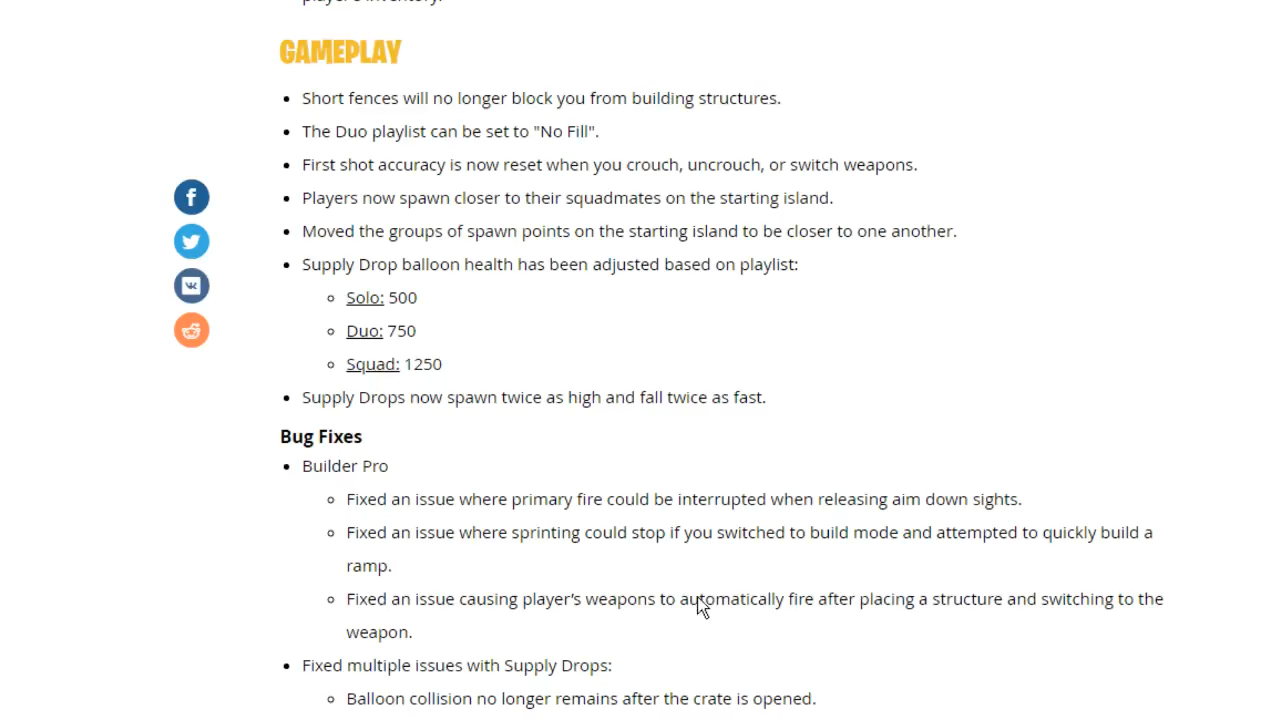 player's inventory.
GAMEPLAY
Short fences will no longer block you from building structures.
The Duo playlist can be set to "No Fill".
First shot accuracy is now reset when you crouch, uncrouch, or switch weapons.
Players now spawn closer to their squadmates on the starting island.
Moved the groups of spawn points on the starting island to be closer to one another.
Supply Drop balloon health has been adjusted based on playlist:
Solo: 500
Duo: 750
Squad: 1250
Supply Drops now spawn twice as high and fall twice as fast.
Bug Fixes
Builder Pro
Fixed an issue where primary fire could be interrupted when releasing aim down sights.
Fixed an issue where sprinting could stop if you switched to build mode and attempted to quickly build a
ramp.
Fixed an issue causing player’s weapons to automatically fire after placing a structure and switching to the
weapon.
Fixed multiple issues with Supply Drops:
Balloon collision no longer remains after the crate is opened.